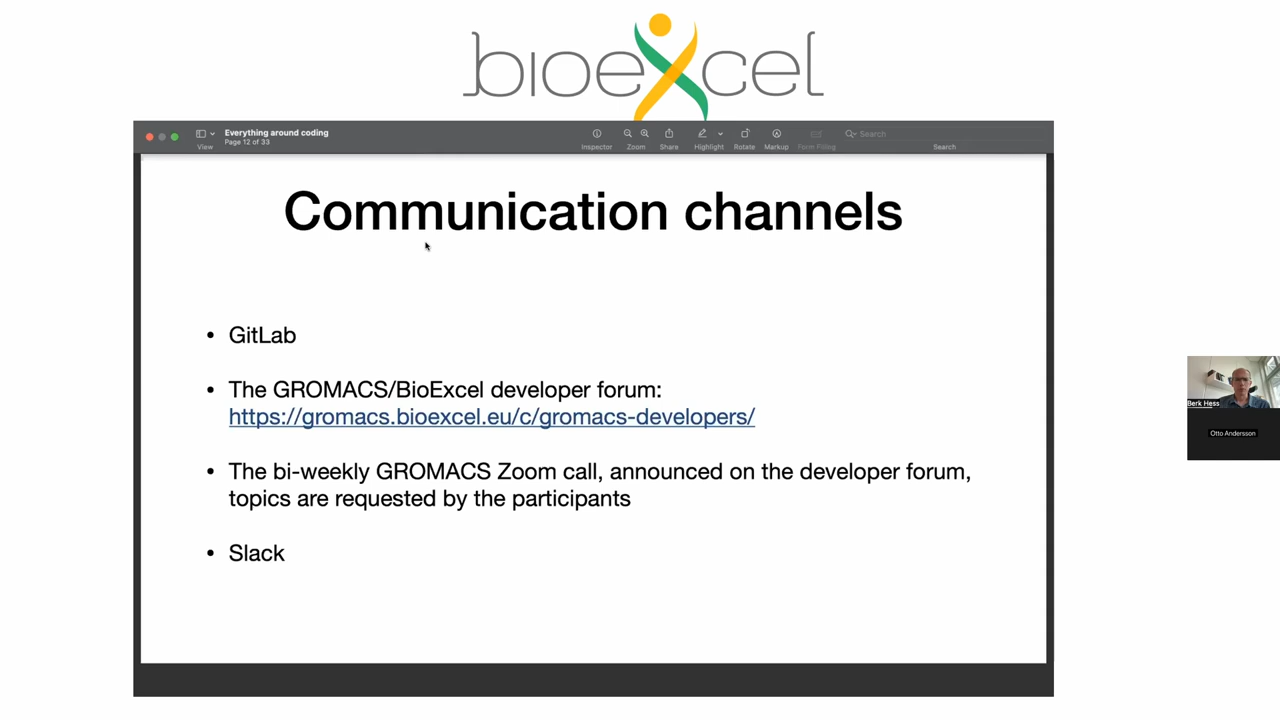 bioexcel
Everything around coding
Page 12 of 33
View
Inspector
Zoom
Share
Highlight
Rotate
Markup
Form Filling
Search
Search
Communication channels
• GitLab
• The GROMACS/BioExcel developer forum:
https://gromacs.bioexcel.eu/c/gromacs-developers/
• The bi-weekly GROMACS Zoom call, announced on the developer forum,
topics are requested by the participants
• Slack
Berk Hess
Otto Andersson